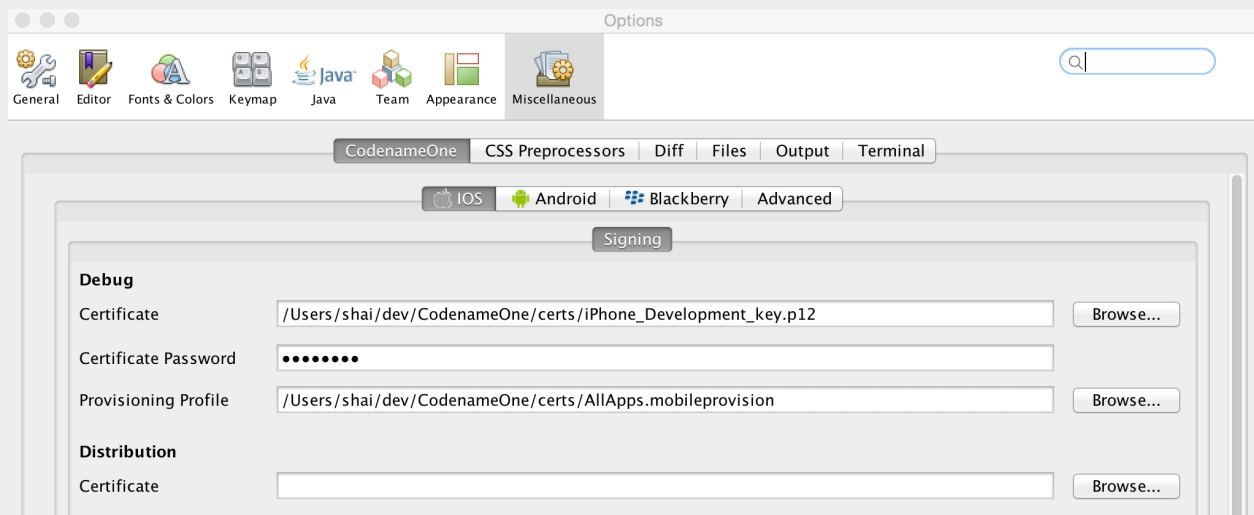 Options
General Editor Fonts & Colors Keymap Java Team Appearance Miscellaneous
CodenameOne CSS Preprocessors Diff Files Output Terminal
IOS Android Blackberry Advanced
Signing
Debug
Certificate /Users/shai/dev/CodenameOne/certs/iPhone_Development_key.p12 Browse...
Certificate Password ••••••••
Provisioning Profile /Users/shai/dev/CodenameOne/certs/AllApps.mobileprovision Browse...
Distribution
Certificate Browse...